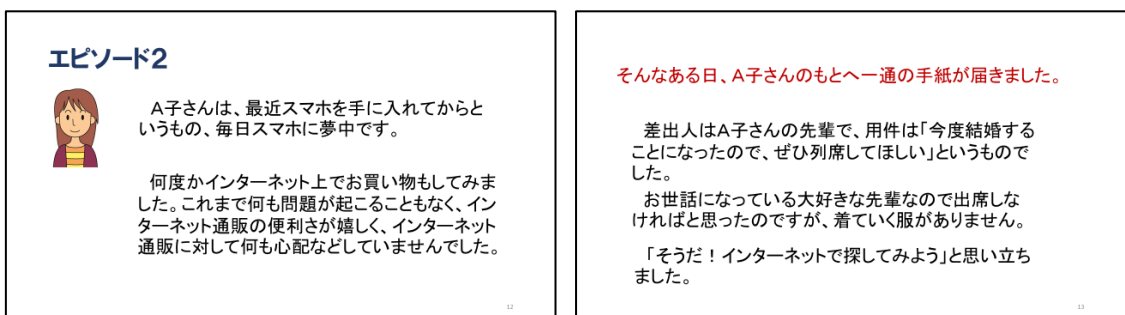 エピソード2
A子さんは、最近スマホを手に入れてからと
いうもの、毎日スマホに夢中です。
何度かインターネット上でお買い物もしてみま
した。これまで何も問題が起こることもなく、イン
ターネット通販の便利さが嬉しく、インターネット
通販に対して何も心配などしていませんでした。
12
そんなある日、A子さんのもとへ一通の手紙が届きました。
差出人はA子さんの先輩で、用件は「今度結婚する
ことになったので、ぜひ列席してほしい」というもので
した。
お世話になっている大好きな先輩なので出席しな
ければと思ったのですが、着ていく服がありません。
「そうだ!インターネットで探してみよう」と思い立ち
ました。
13